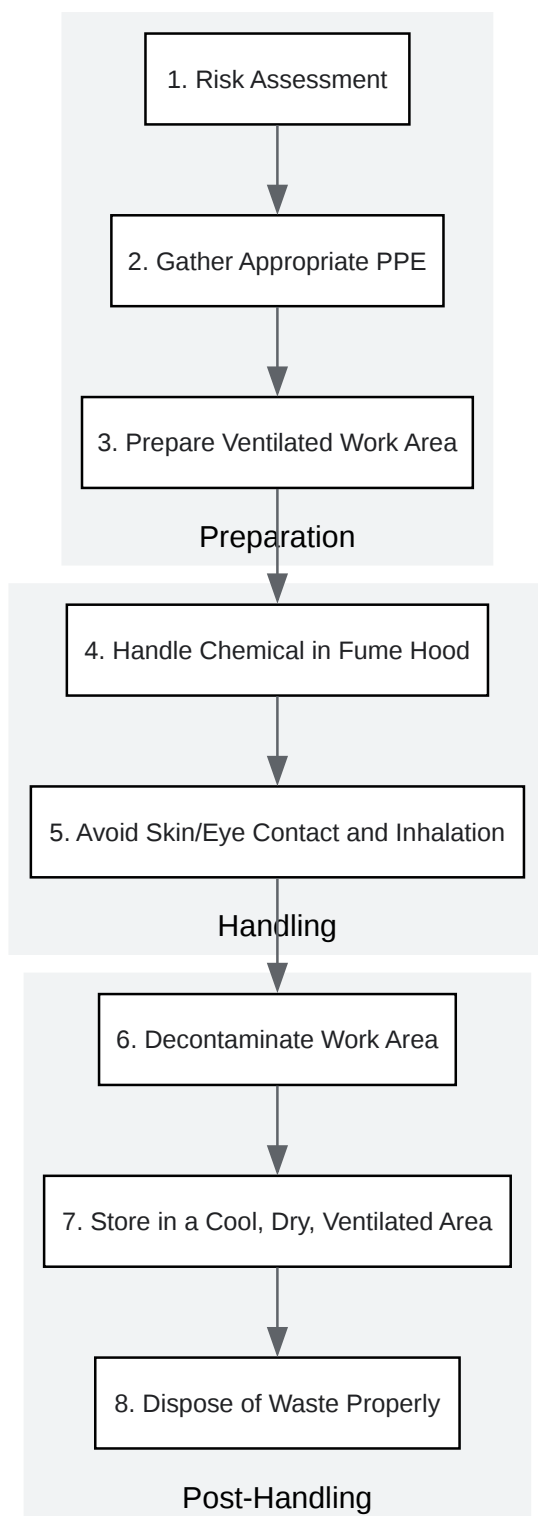 1. Risk Assessment
2. Gather Appropriate PPE
3. Prepare Ventilated Work Area
Preparation
4. Handle Chemical in Fume Hood
5. Avoid Skin/Eye Contact and Inhalation
Handling
6. Decontaminate Work Area
7. Store in a Cool, Dry, Ventilated Area
8. Dispose of Waste Properly
Post-Handling